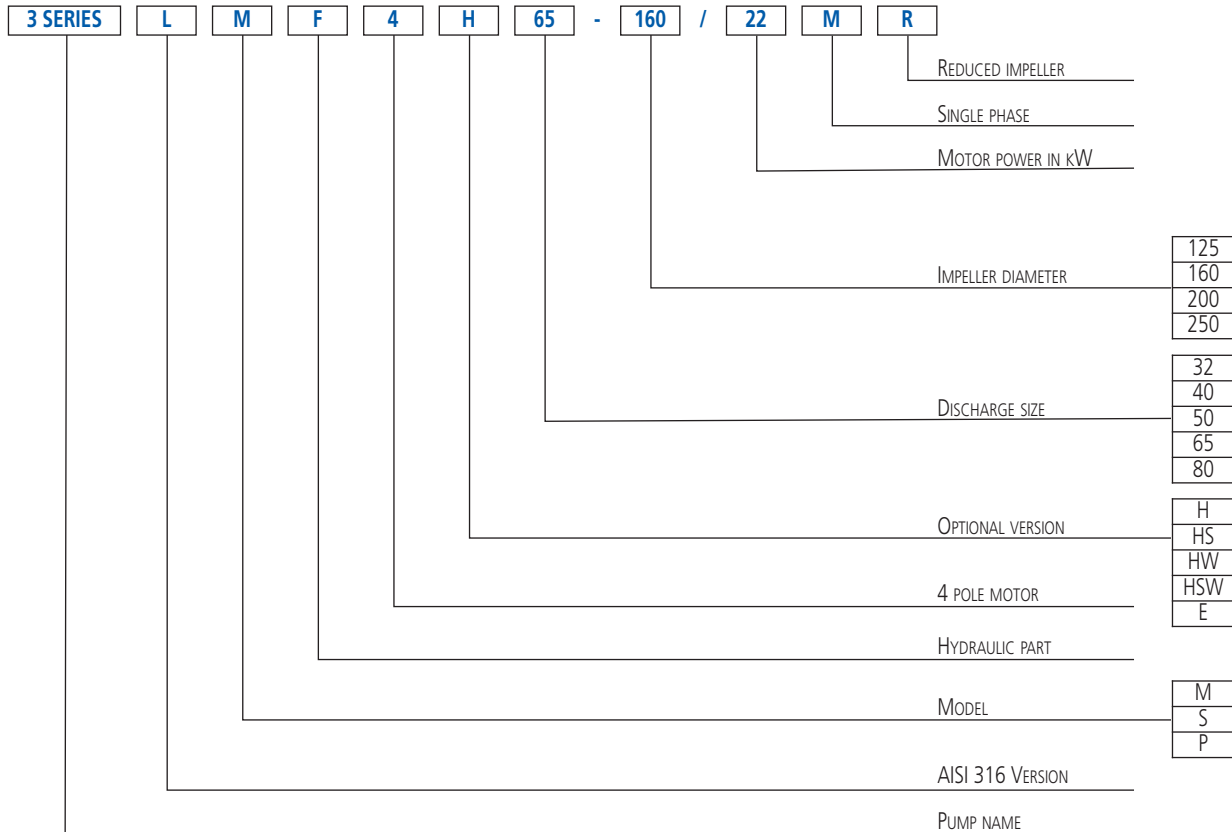 3 SERIES L M F 4 H 65 - 160 / 22 M R
REDUCED IMPELLER
SINGLE PHASE
MOTOR POWER IN KW
IMPELLER DIAMETER
125
160
200
250
DISCHARGE SIZE
32
40
50
65
80
OPTIONAL VERSION
H
HS
HW
HSW
E
4 POLE MOTOR
HYDRAULIC PART
MODEL
M
S
P
AISI 316 VERSION
PUMP NAME